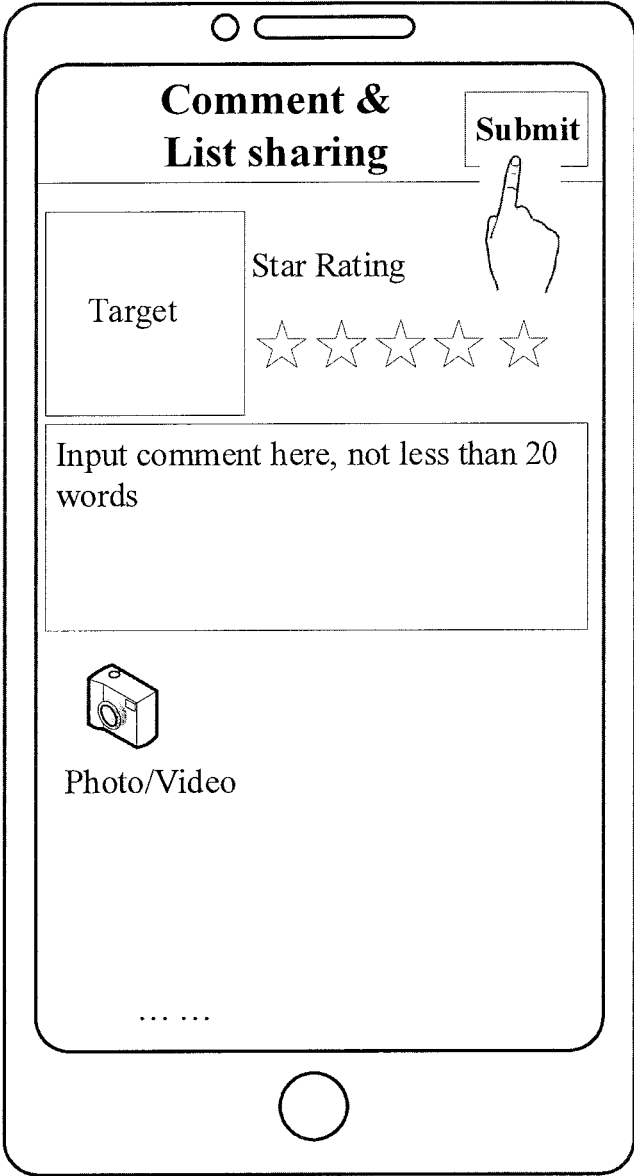 Comment &
List sharing
Submit
Star Rating
Target
Input comment here, not less than 20
words
Photo/Video
... ...